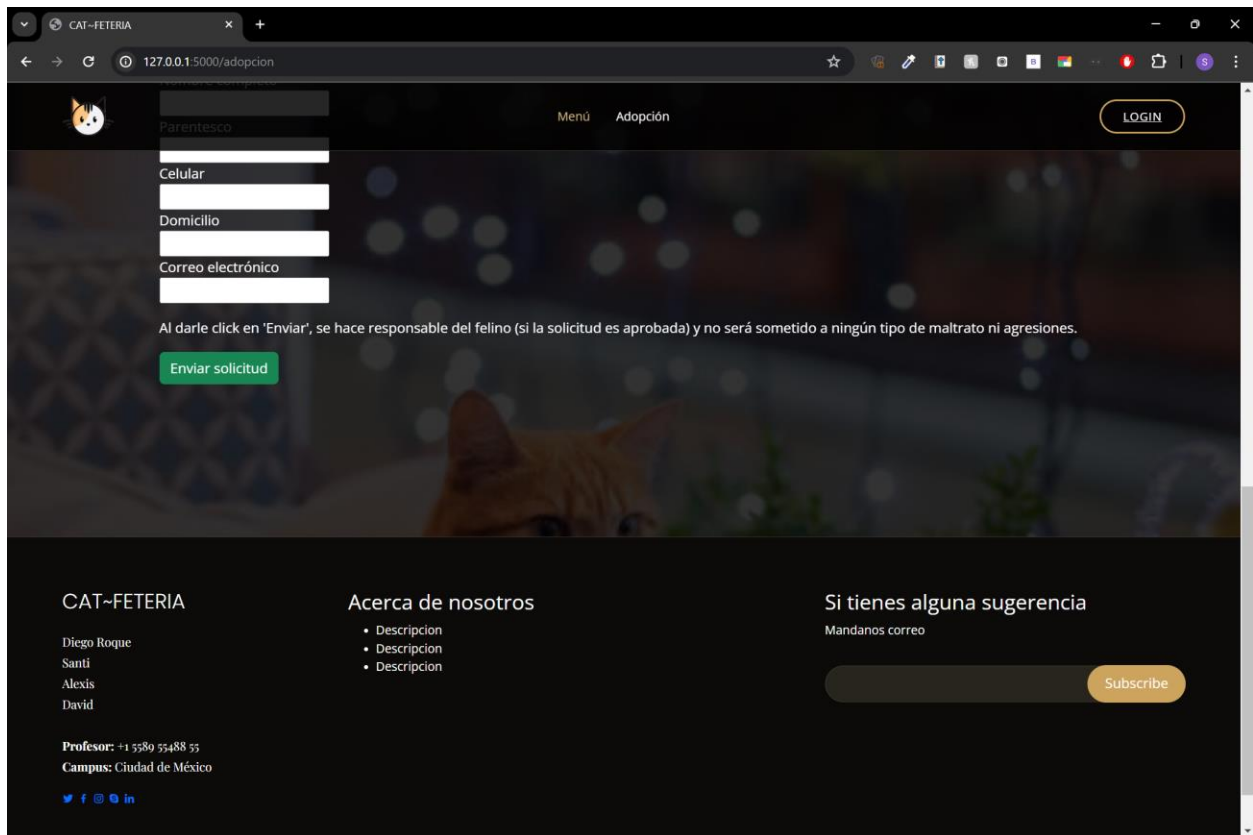 CAT~FETERIA
127.0.0.1:5000/adopcion
Nombre completo
Menú Adopción LOGIN
Parentesco
Celular
Domicilio
Correo electrónico
Al darle click en 'Enviar', se hace responsable del felino (si la solicitud es aprobada) y no será sometido a ningún tipo de maltrato ni agresiones.
Enviar solicitud
CAT~FETERIA
Diego Roque
Santi
Alexis
David
Profesor: +1 5589 55488 55
Campus: Ciudad de México
Acerca de nosotros
Descripcion
Descripcion
Descripcion
Si tienes alguna sugerencia
Mandanos correo
Subscribe